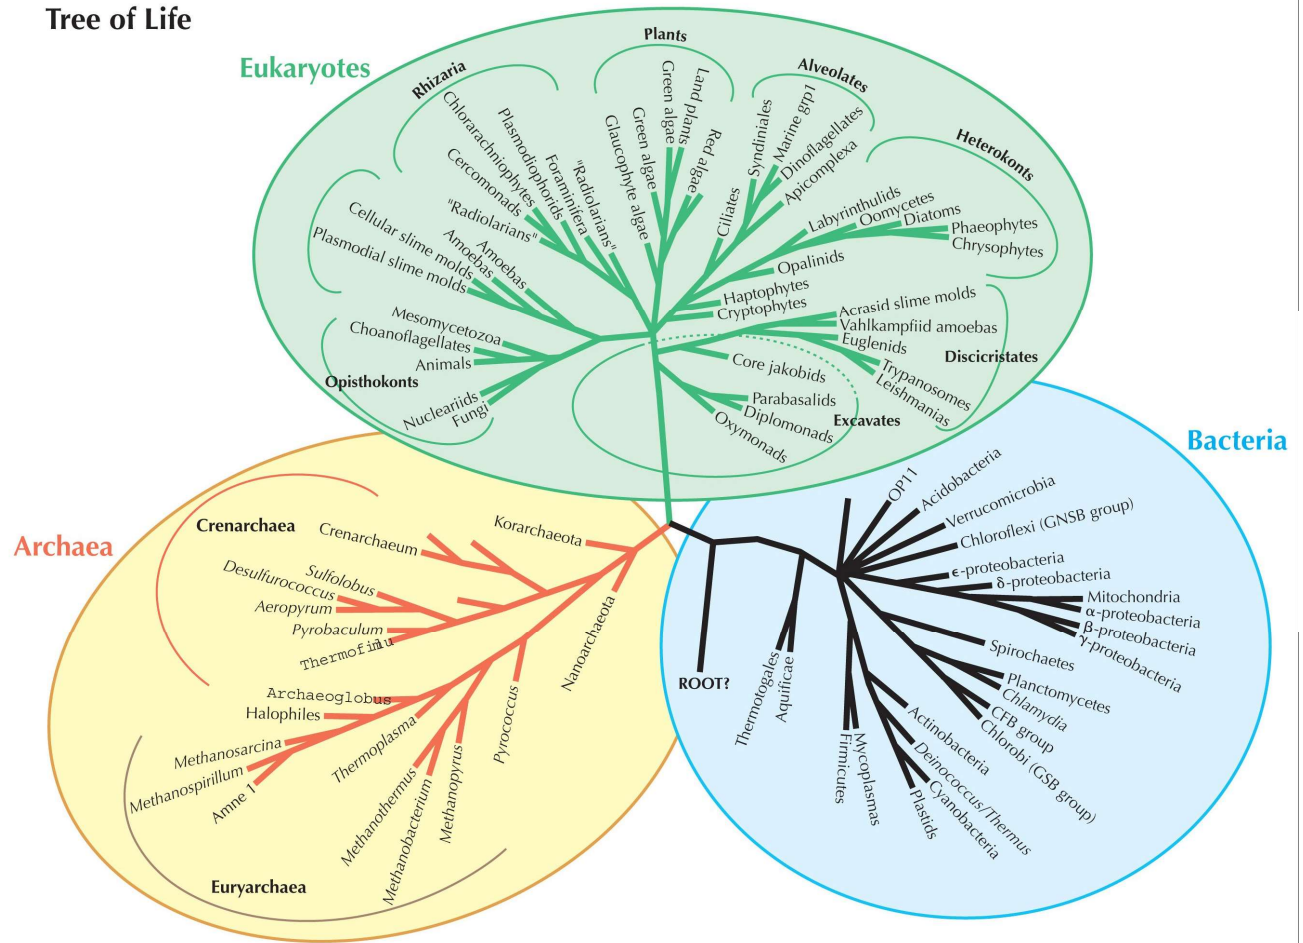 Tree of Life
Eukaryotes
Rhizaria
Chlorarachniophytes
Plasmodiophorids
Cercomonads
Foraminifera
"Radiolarians"
"Radiolarians"
Plants
Glaucophyte algae
Green algae
Green algae
Land plants
Red algae
Alveolates
Ciliates
Syndiniales
Marine grp1
Dinoflagellates
Apicomplexa
Heterokonts
Labyrinthulids
Oomycetes
Diatoms
Phaeophytes
Chrysophytes
Opalinids
Haptophytes
Cryptophytes
Cellular slime molds
Plasmodial slime molds
Amoebas
Amoebas
Mesomycetozoa
Choanoflagellates
Animals
Opisthokonts
Nucleariids
Fungi
Acrasid slime molds
Vahlkampfiid amoebas
Euglenids
Discicristates
Trypanosomes
Leishmanias
Core jakobids
Parabasalids
Diplomonads
Oxymonads
Excavates
Bacteria
OP11
Acidobacteria
Verrucomicrobia
Chloroflexi (GNSB group)
ϵ-proteobacteria
δ-proteobacteria
Mitochondria
α-proteobacteria
β-proteobacteria
γ-proteobacteria
Spirochaetes
Planctomycetes
Chlamydia
CFB group
Chlorobi (GSB group)
Actinobacteria
Deinococcus/Thermus
Cyanobacteria
Plastids
Mycoplasmas
Firmicutes
Aquificae
Thermotogales
ROOT?
Archaea
Crenarchaea
Crenarchaeum
Korarchaeota
Sulfolobus
Desulfurococcus
Aeropyrum
Pyrobaculum
Nanoarchaeota
Archaeoglobus
Halophiles
Methanosarcina
Methanospirillum
Amne 1
Thermoplasma
Methanothermus
Methanobacterium
Methanopyrus
Pyrococcus
Euryarchaea